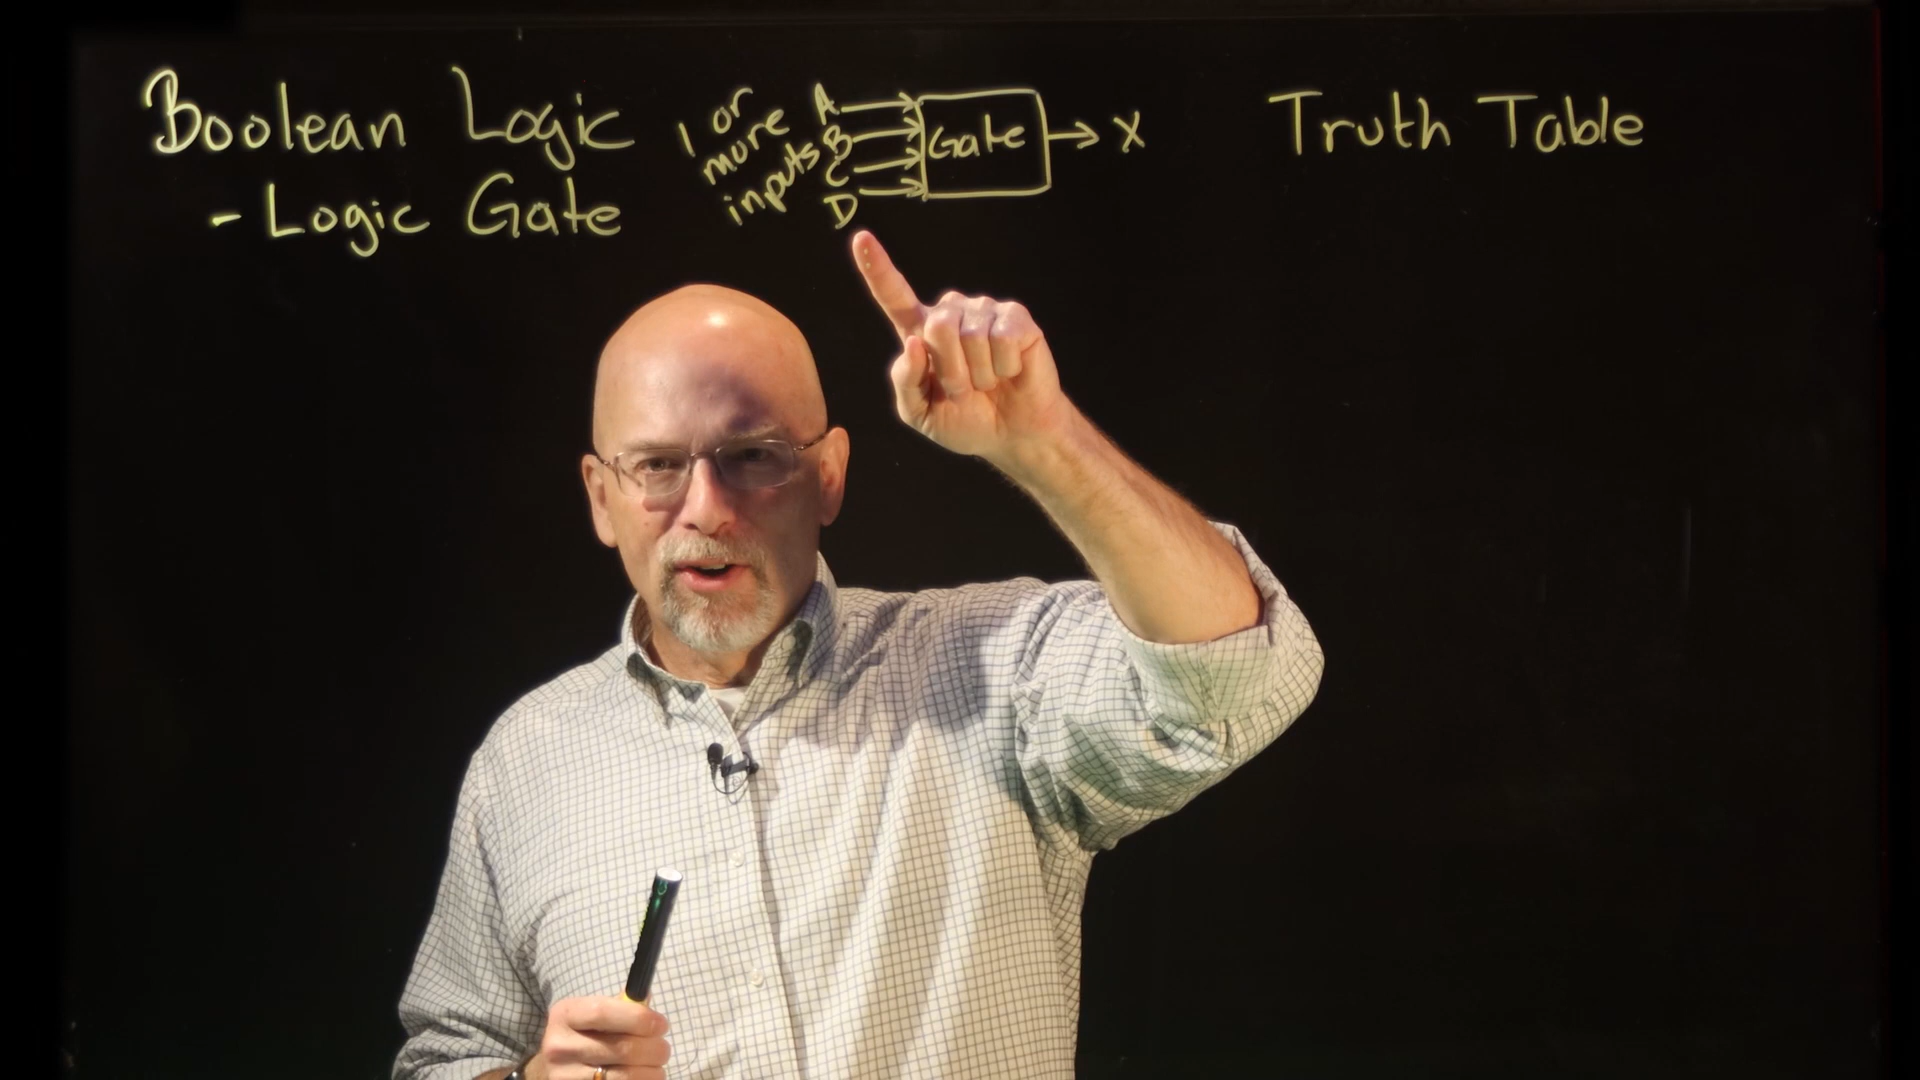 Boolean Logic
- Logic Gate
1 or
more
inputs
A
B
C
D
Gate
X
Truth Table